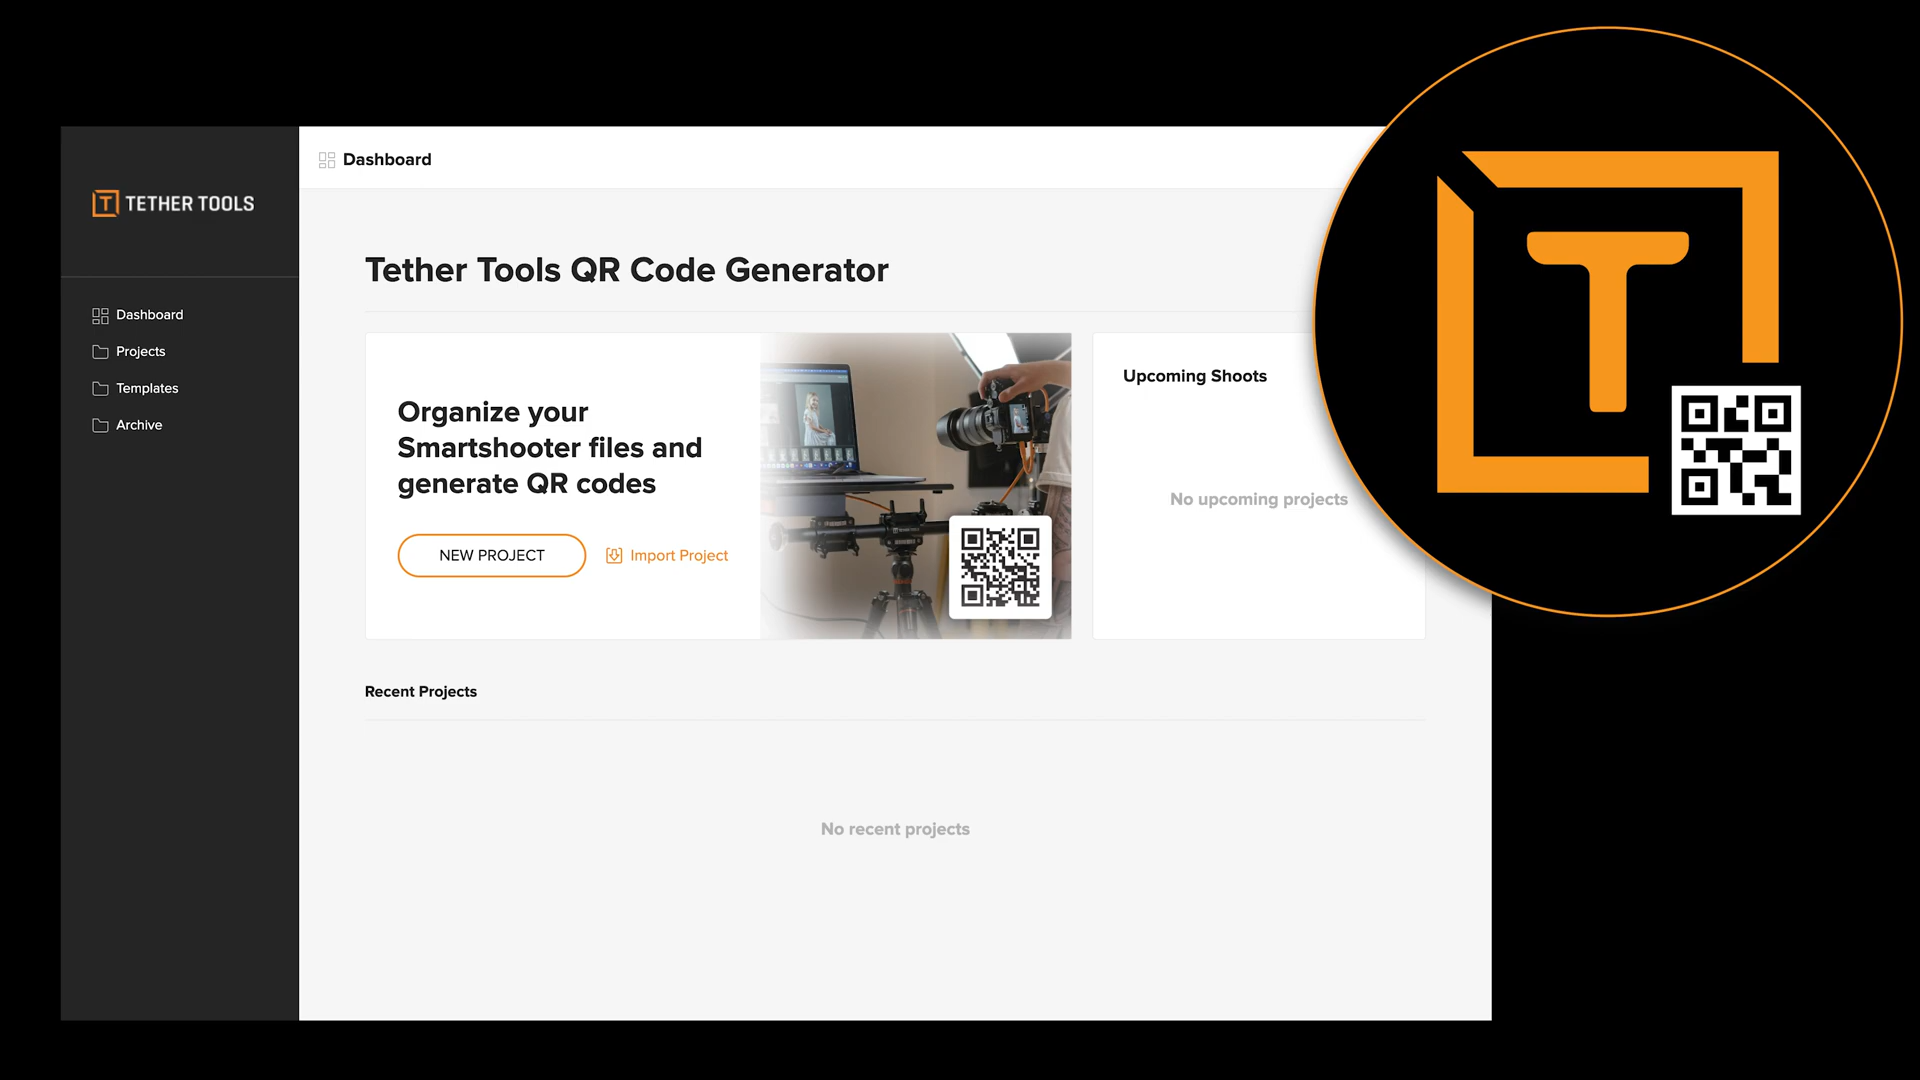 TETHER TOOLS
Dashboard
Projects
Templates
Archive
Dashboard
Tether Tools QR Code Generator
Organize your
Smartshooter files and
generate QR codes
NEW PROJECT
Import Project
Upcoming Shoots
No upcoming projects
Recent Projects
No recent projects
T